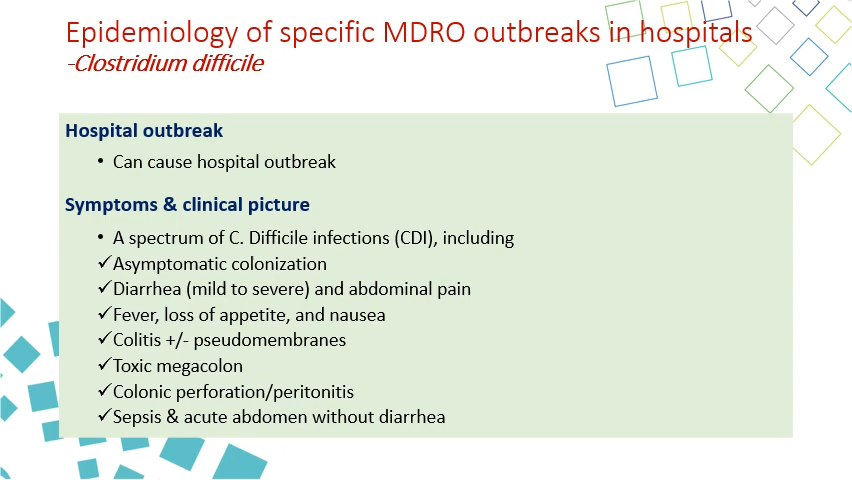 Epidemiology of specific MDRO outbreaks in hospitals
-Clostridium difficile
Hospital outbreak
• Can cause hospital outbreak
Symptoms & clinical picture
• A spectrum of C. Difficile infections (CDI), including
✓Asymptomatic colonization
✓Diarrhea (mild to severe) and abdominal pain
✓Fever, loss of appetite, and nausea
✓Colitis +/- pseudomembranes
✓Toxic megacolon
✓Colonic perforation/peritonitis
✓Sepsis & acute abdomen without diarrhea